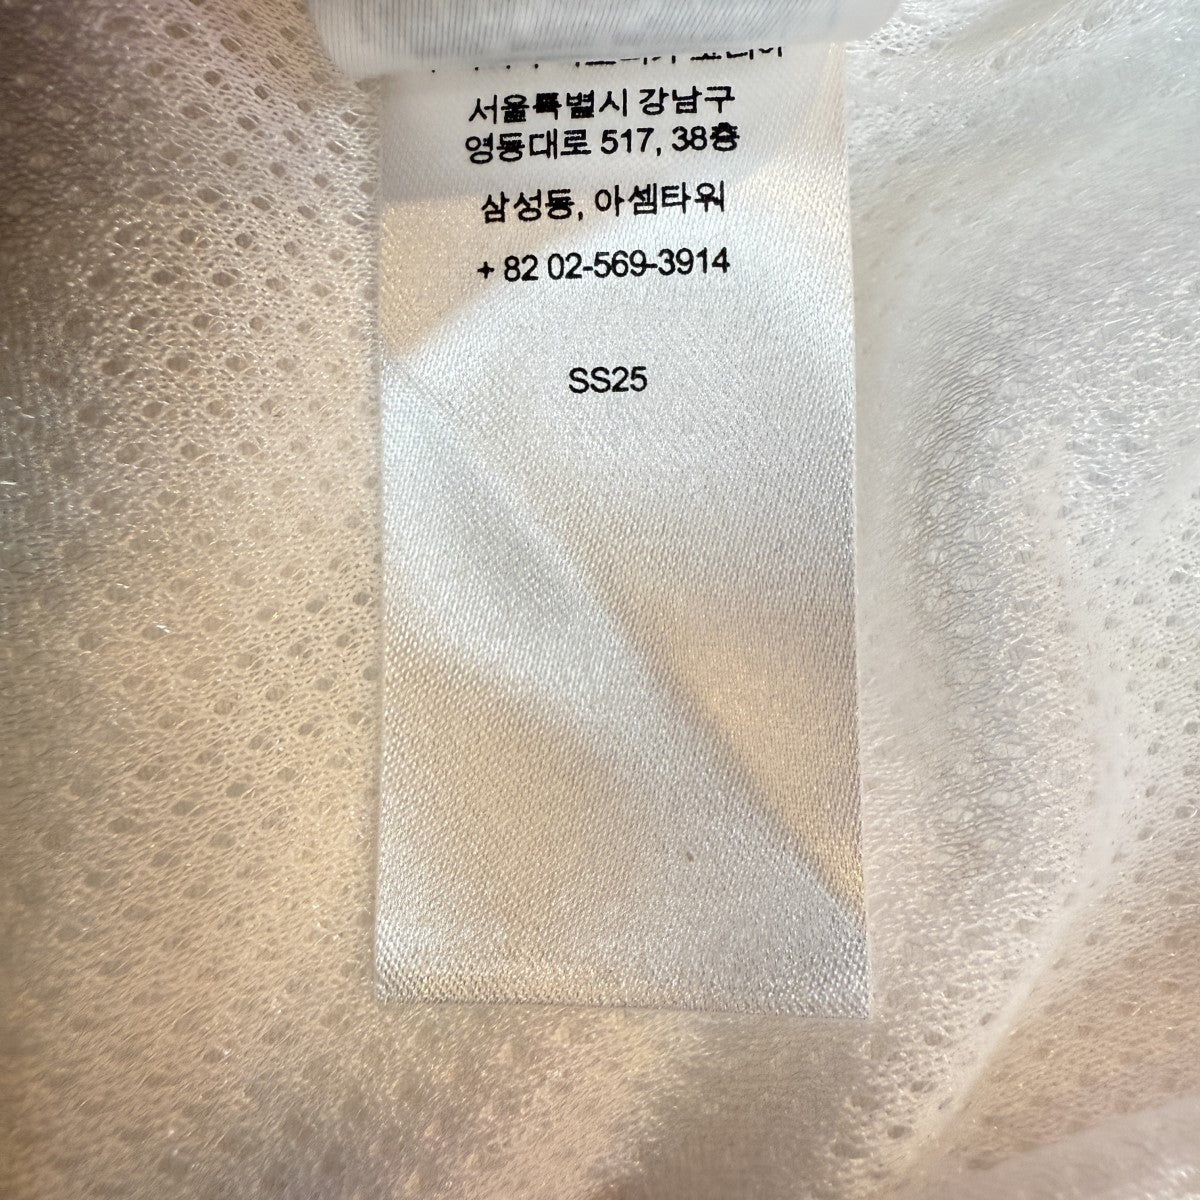 서울특별시 강남구
영동대로 517, 38층
삼성동, 아셈타워
+ 82 02-569-3914
SS25